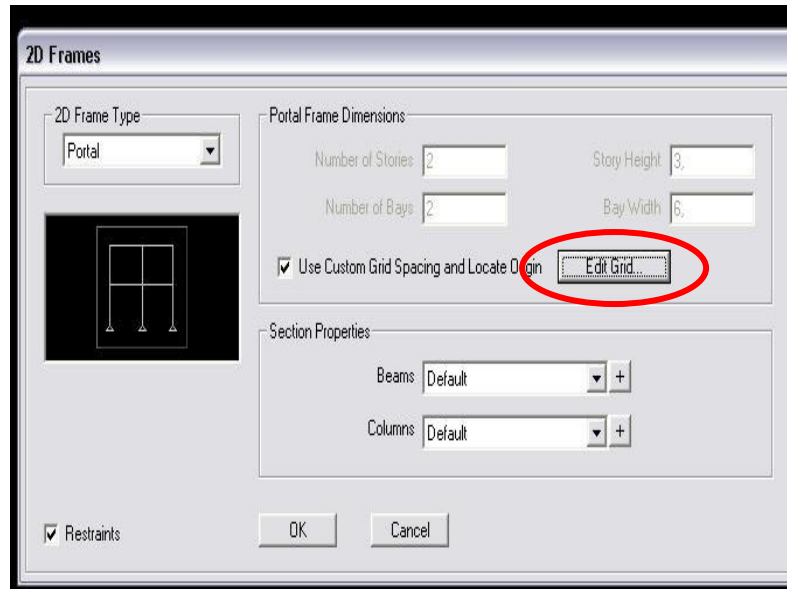 2D Frames
2D Frame Type
Portal
Portal Frame Dimensions
Number of Stories 2
Story Height 3,
Number of Bays 2
Bay Width 6,
Use Custom Grid Spacing and Locate Origin
Edit Grid...
Section Properties
Beams Default +
Columns Default +
Restraints
OK
Cancel